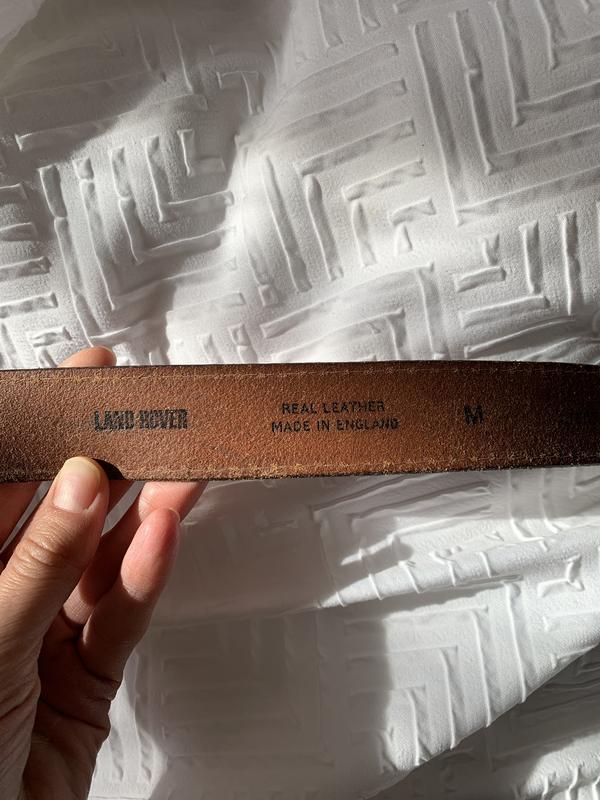 LAND-ROVER
REAL LEATHER
MADE IN ENGLAND
M